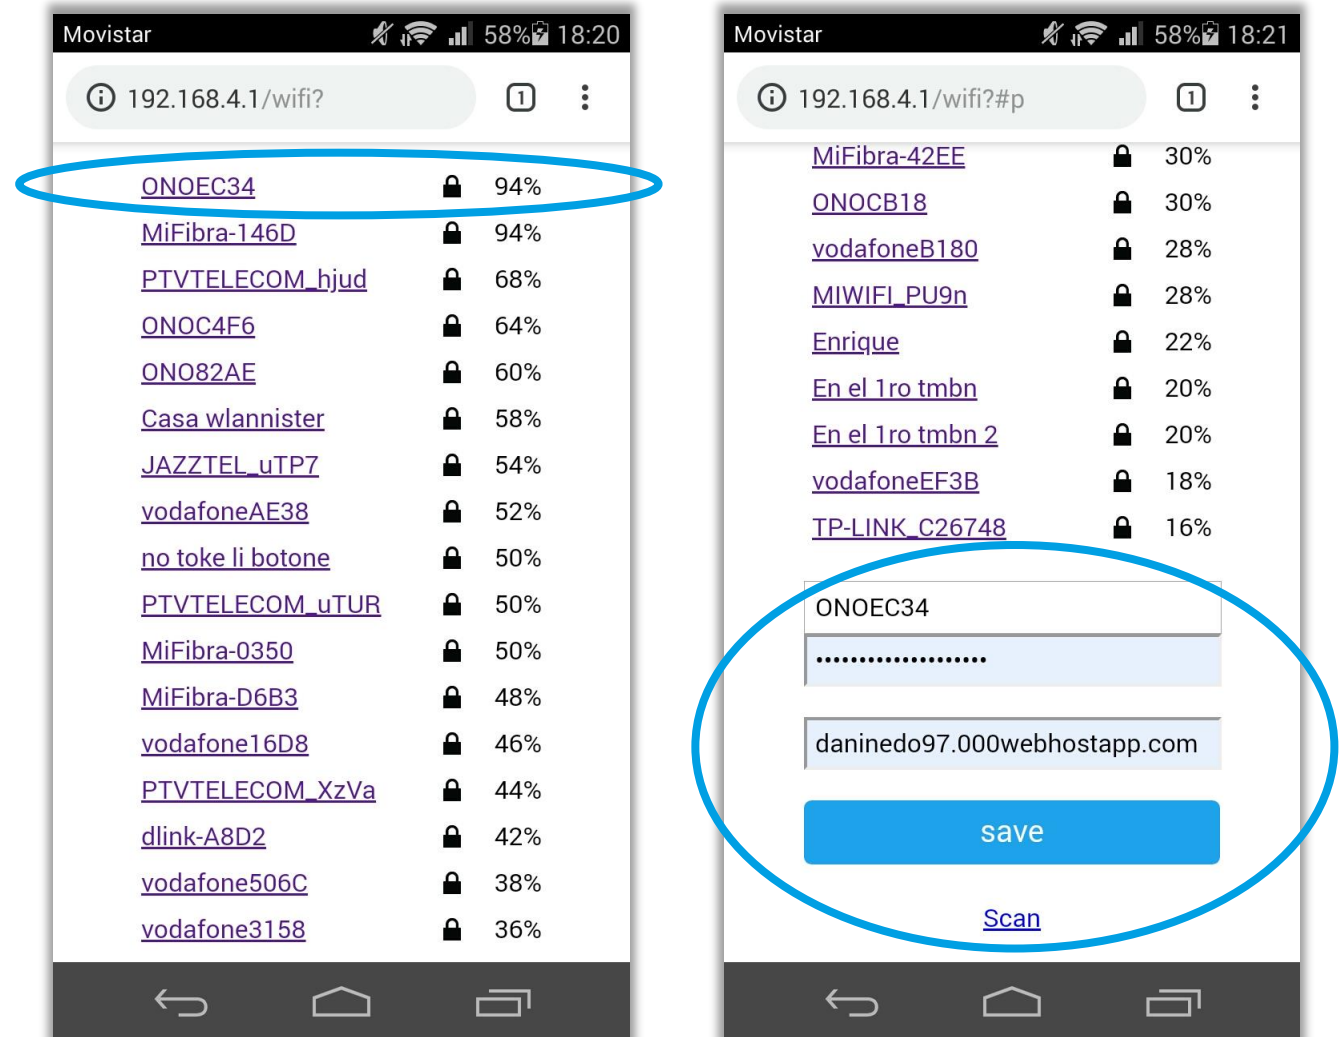 Movistar 58% 18:20
1
192.168.4.1/wifi?
ONOEC34 94%
MiFibra-146D 94%
PTVTELECOM_hjud 68%
ONOC4F6 64%
ONO82AE 60%
Casa wlannister 58%
JAZZTEL_uTP7 54%
vodafoneAE38 52%
no toke li botone 50%
PTVTELECOM_uTUR 50%
MiFibra-0350 50%
MiFibra-D6B3 48%
vodafone16D8 46%
PTVTELECOM_XzVa 44%
dlink-A8D2 42%
vodafone506C 38%
vodafone3158 36%
Movistar 58% 18:21
192.168.4.1/wifi?#p 1
MiFibra-42EE 30%
ONOCB18 30%
vodafoneB180 28%
MIWIFI_PU9n 28%
Enrique 22%
En el 1ro tmbn 20%
En el 1ro tmbn 2 20%
vodafoneEF3B 18%
TP-LINK_C26748 16%
ONOEC34
••••••••••••••••••••
daninedo97.000webhostapp.com
save
Scan